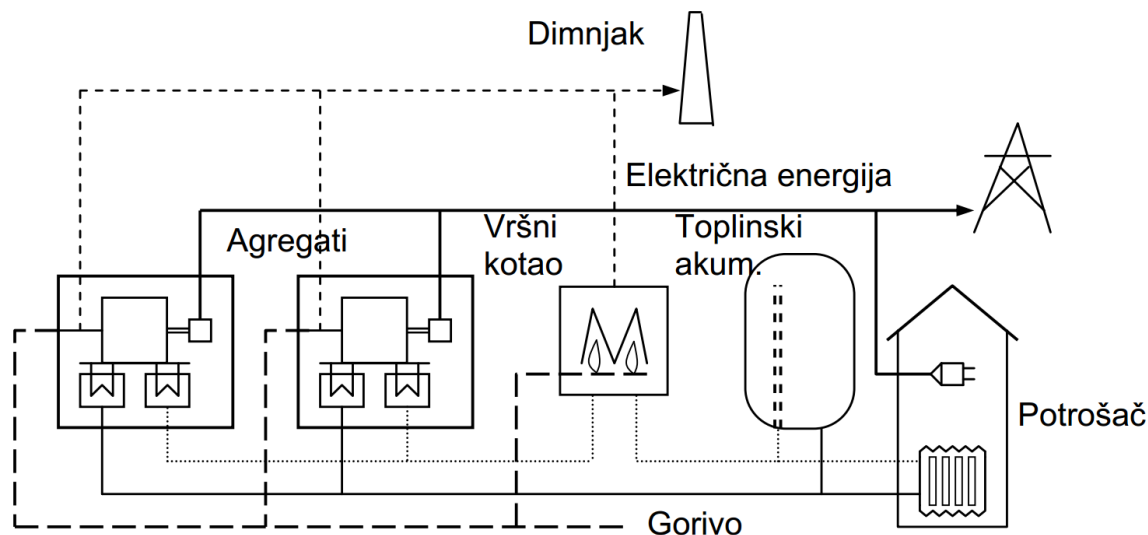 Dimnjak
Električna energija
Agregati
Vršni
kotao
Toplinski
akum.
Potrošač
Gorivo